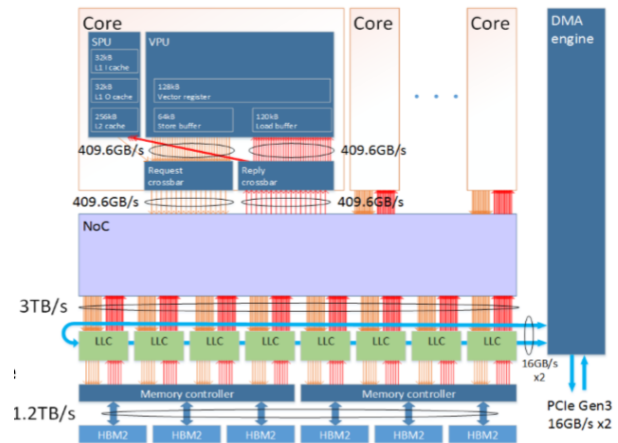 Core
Core
Core
DMA
engine
SPU
32kB
L1 I cache
32kB
L1 O cache
256kB
L2 cache
VPU
128kB
Vector register
64kB
Store buffer
120kB
Load buffer
. . .
409.6GB/s
409.6GB/s
Request
crossbar
Reply
crossbar
409.6GB/s
409.6GB/s
NoC
3TB/s
LLC
LLC
LLC
LLC
LLC
LLC
LLC
LLC
16GB/s
x2
Memory controller
Memory controller
PCIe Gen3
16GB/s x2
e
1.2TB/s
HBM2
HBM2
HBM2
HBM2
HBM2
HBM2